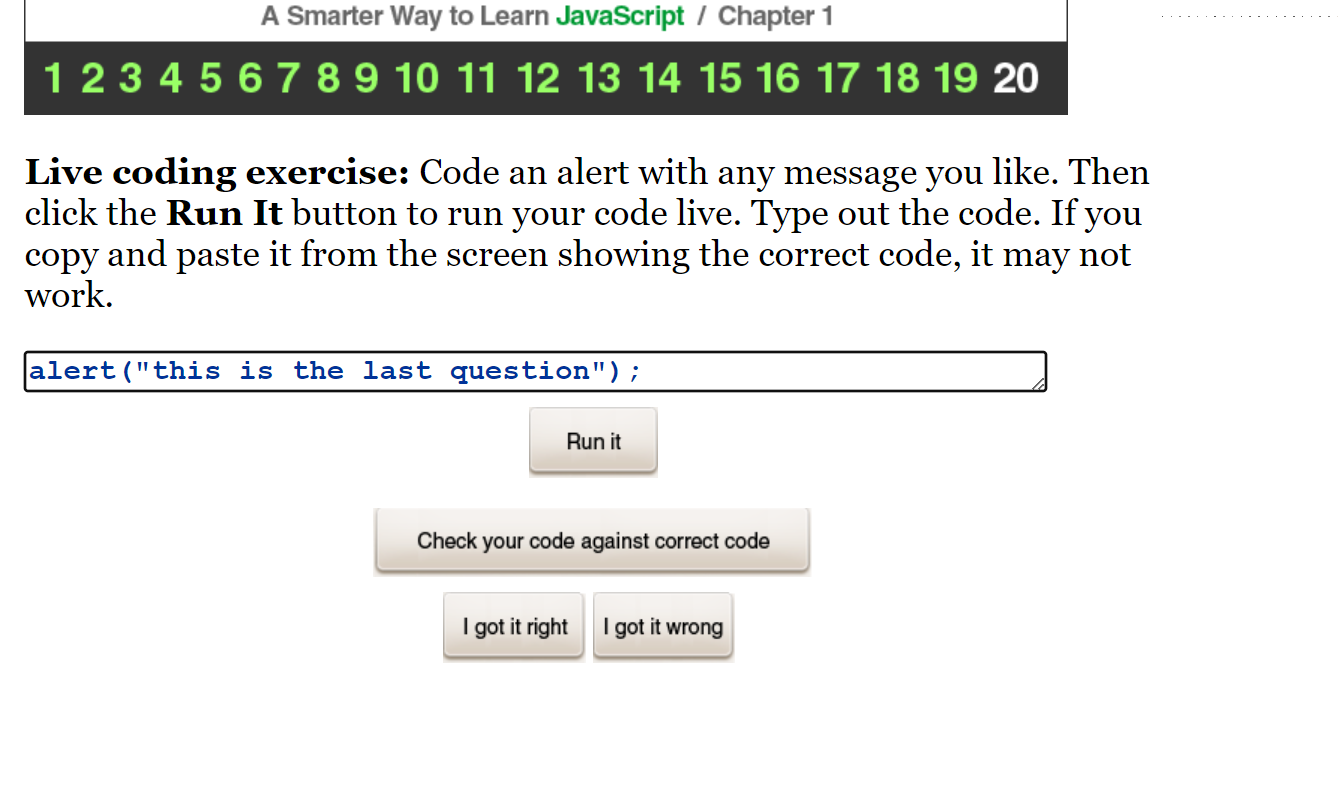 A Smarter Way to Learn JavaScript / Chapter 1
1 2 3 4 5 6 7 8 9 10 11 12 13 14 15 16 17 18 19 20
Live coding exercise: Code an alert with any message you like. Then
click the Run It button to run your code live. Type out the code. If you
copy and paste it from the screen showing the correct code, it may not
work.
alert("this is the last question");
Run it
Check your code against correct code
I got it right I got it wrong